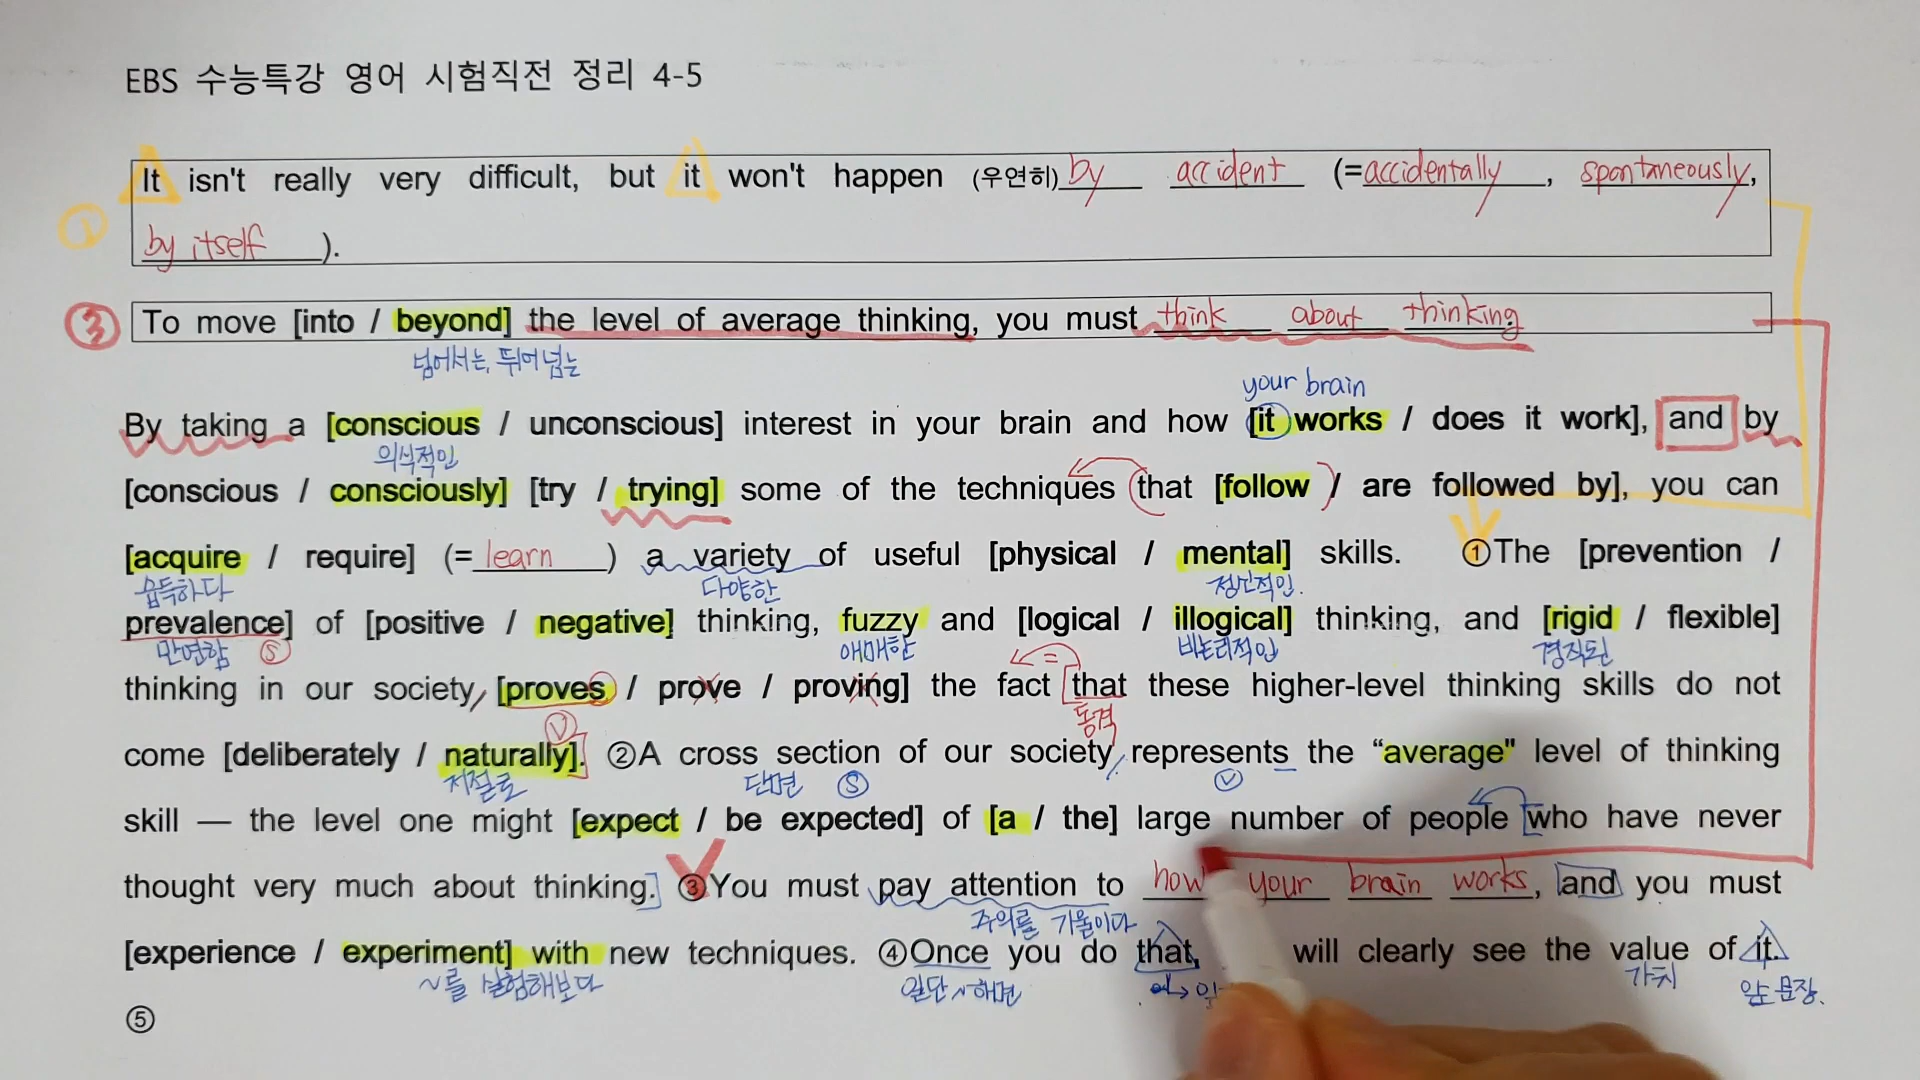 EBS 수능특강 영어 시험직전 정리 4-5
It isn't really very difficult, but it won't happen (우연히) by accident (=accidentally, spontaneously,
①
by itself).
③ To move [into / beyond] the level of average thinking, you must think about thinking
넘어서는, 뛰어넘는
your brain
By taking a [conscious / unconscious] interest in your brain and how [it works / does it work], and by
의식적인
[conscious / consciously] [try / trying] some of the techniques that [follow / are followed by], you can
[acquire / require] (= learn ) a variety of useful [physical / mental] skills. ①The [prevention /
습득하다 다양한 정신적인.
prevalence] of [positive / negative] thinking, fuzzy and [logical / illogical] thinking, and [rigid / flexible]
만연함 Ⓢ 애매한 비논리적인 경직된
=
thinking in our society, [proves / prove / proving] the fact that these higher-level thinking skills do not
Ⓥ 동격
come [deliberately / naturally]. ②A cross section of our society represents the “average" level of thinking
저절로 단면 Ⓢ Ⓥ
skill — the level one might [expect / be expected] of [a / the] large number of people who have never
thought very much about thinking. ③You must pay attention to how your brain works, and you must
주의를 기울이다
[experience / experiment] with new techniques. ④Once you do that, will clearly see the value of it.
~를 실험해보다 일단 ~해면 가치 앞 문장.
⑤